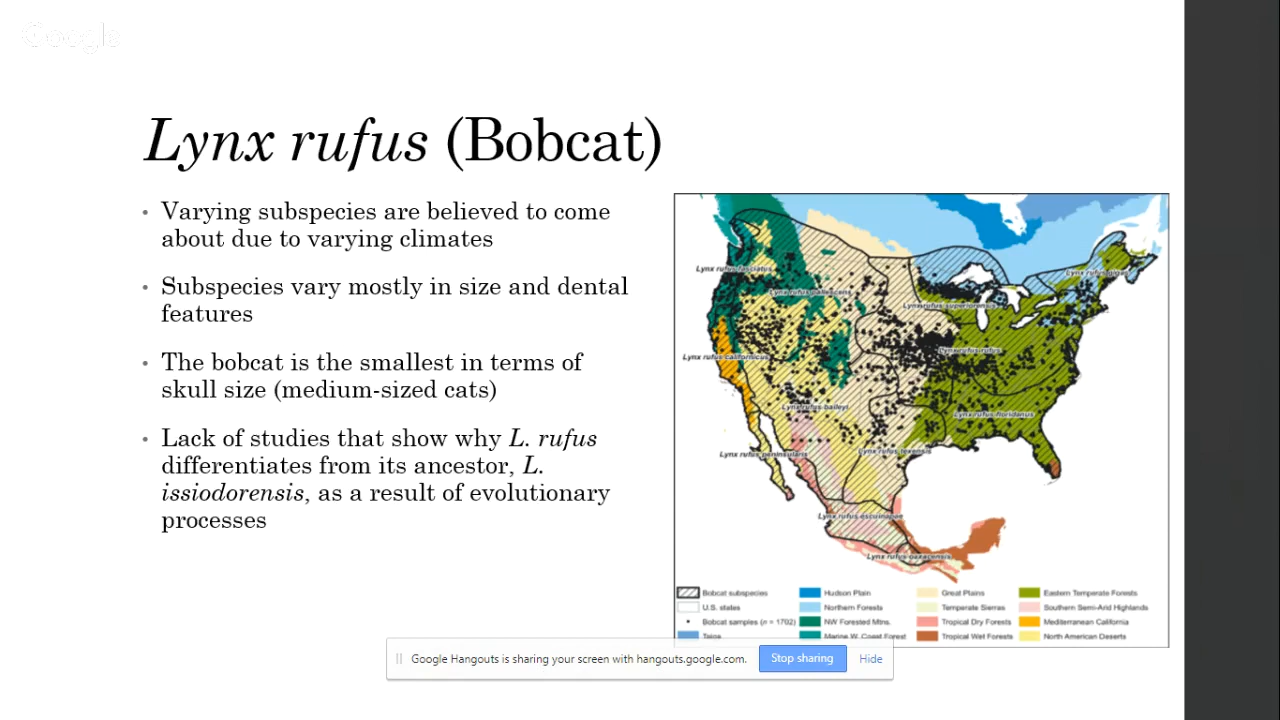 Google
Lynx rufus (Bobcat)
• Varying subspecies are believed to come
about due to varying climates
• Subspecies vary mostly in size and dental
features
• The bobcat is the smallest in terms of
skull size (medium-sized cats)
• Lack of studies that show why L. rufus
differentiates from its ancestor, L.
issiodorensis, as a result of evolutionary
processes
Lynx rufus fasciatus
Lynx rufus pallescens
Lynx rufus gigas
Lynx rufus superiorensis
Lynx rufus californicus
Lynx rufus rufus
Lynx rufus baileyi
Lynx rufus floridanus
Lynx rufus peninsularis
Lynx rufus texensis
Lynx rufus escuinapae
Lynx rufus oaxacensis
Bobcat subspecies
U.S. states
Bobcat samples (n = 1702)
Taiga
Hudson Plain
Northern Forests
NW Forested Mtns.
Marine W. Coast Forest
Great Plains
Temperate Sierras
Tropical Dry Forests
Tropical Wet Forests
Eastern Temperate Forests
Southern Semi-Arid Highlands
Mediterranean California
North American Deserts
Google Hangouts is sharing your screen with hangouts.google.com.
Stop sharing
Hide